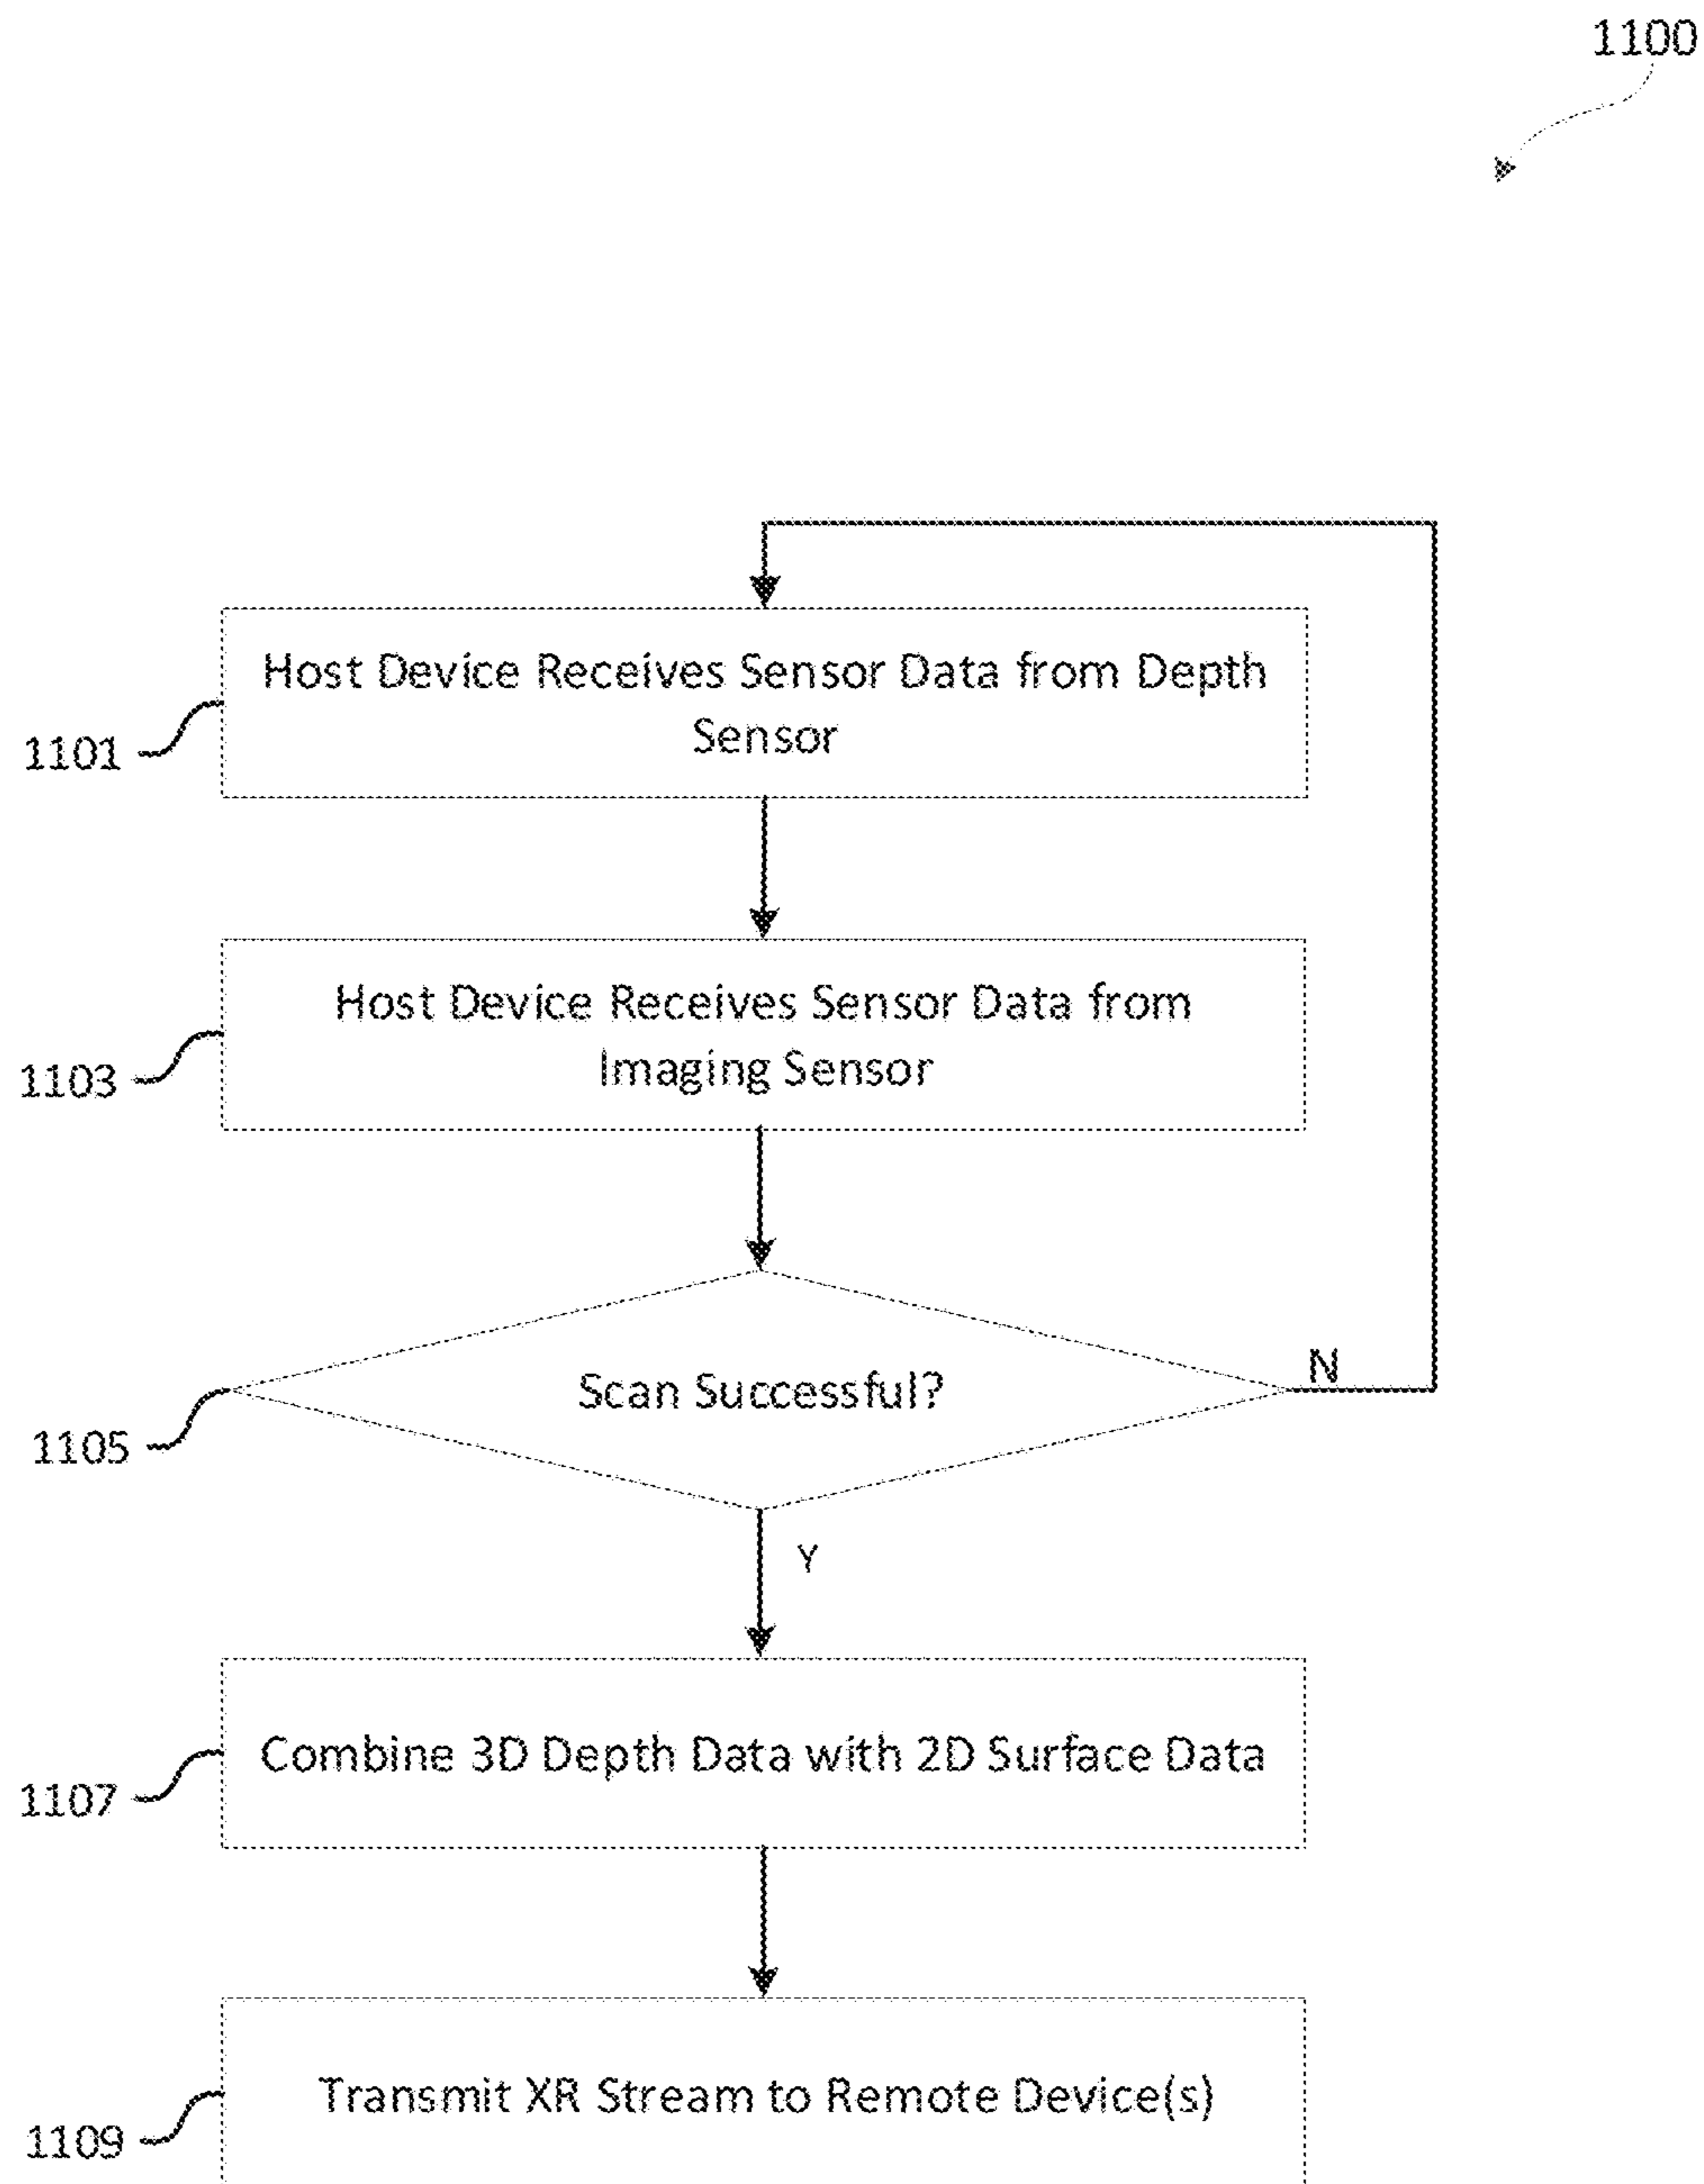 1100
Host Device Receives Sensor Data from Depth
Sensor
1101
Host Device Receives Sensor Data from
Imaging Sensor
1103
Scan Successful?
N
1105
Y
Combine 3D Depth Data with 2D Surface Data
1107
Transmit XR Stream to Remote Device(s)
1109